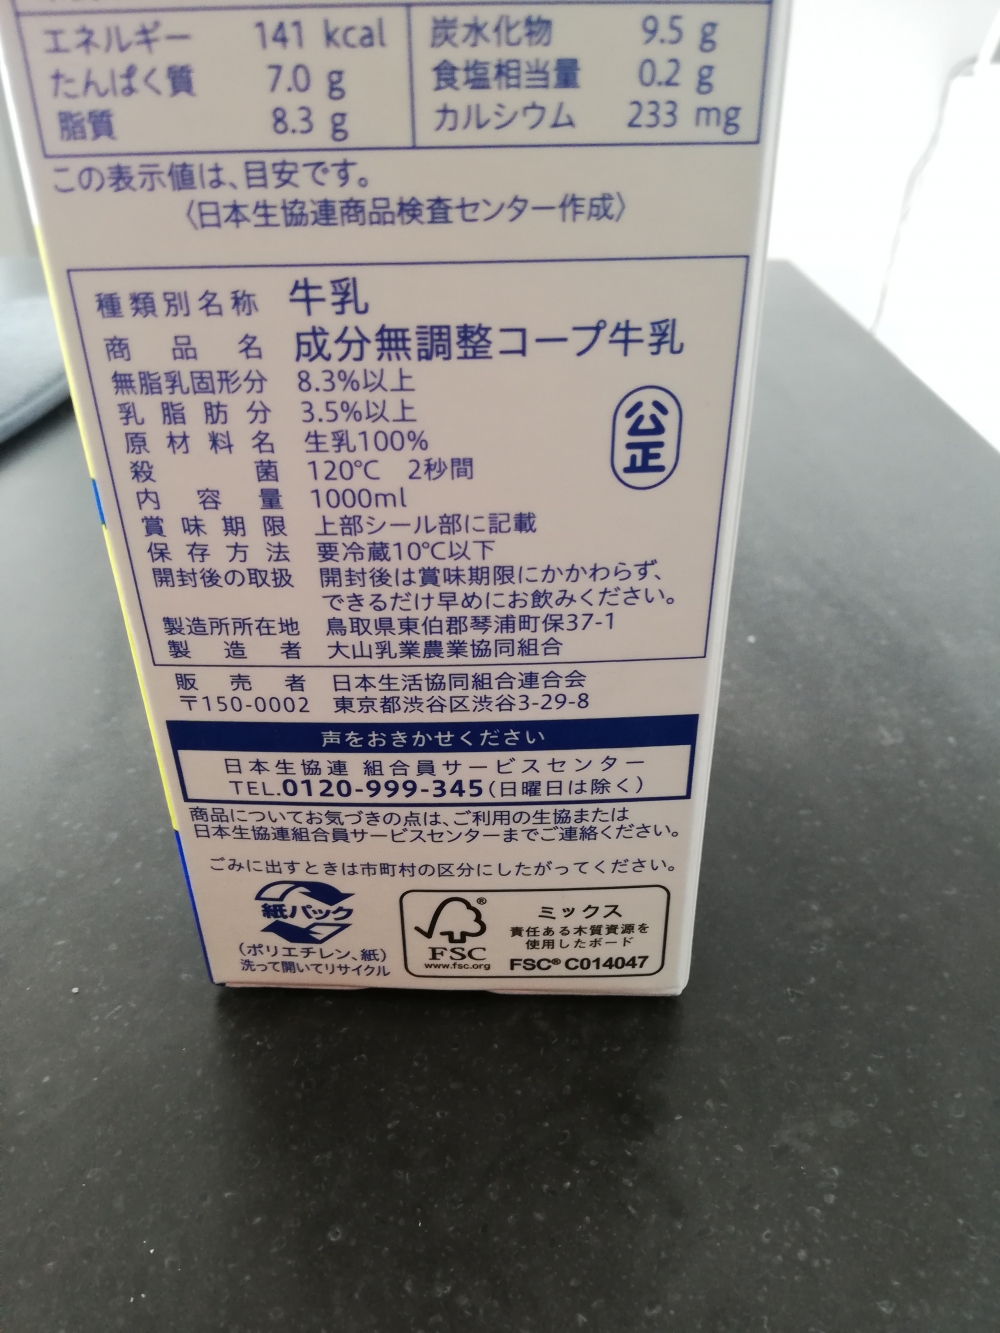 エネルギー 141 kcal 炭水化物 9.5 g
たんぱく質 7.0 g 食塩相当量 0.2 g
脂質 8.3 g カルシウム 233 mg
この表示値は、目安です。
〈日本生協連商品検査センター作成〉
種類別名称 牛乳
商品名 成分無調整コープ牛乳
無脂乳固形分 8.3%以上
乳脂肪分 3.5%以上
原材料名 生乳100%
殺菌 120℃ 2秒間
内容量 1000ml
賞味期限 上部シール部に記載
保存方法 要冷蔵10℃以下
開封後の取扱 開封後は賞味期限にかかわらず、
できるだけ早めにお飲みください。
製造所所在地 鳥取県東伯郡琴浦町保37-1
製造者 大山乳業農業協同組合
公正
販売者 日本生活協同組合連合会
〒150-0002 東京都渋谷区渋谷3-29-8
声をおきかせください
日本生協連 組合員サービスセンター
TEL.0120-999-345(日曜日は除く)
商品についてお気づきの点は、ご利用の生協または
日本生協連組合員サービスセンターまでご連絡ください。
ごみに出すときは市町村の区分にしたがってください。
紙パック
(ポリエチレン、紙)
洗って開いてリサイクル
®
FSC
www.fsc.org
ミックス
責任ある木質資源を
使用したボード
FSC® C014047